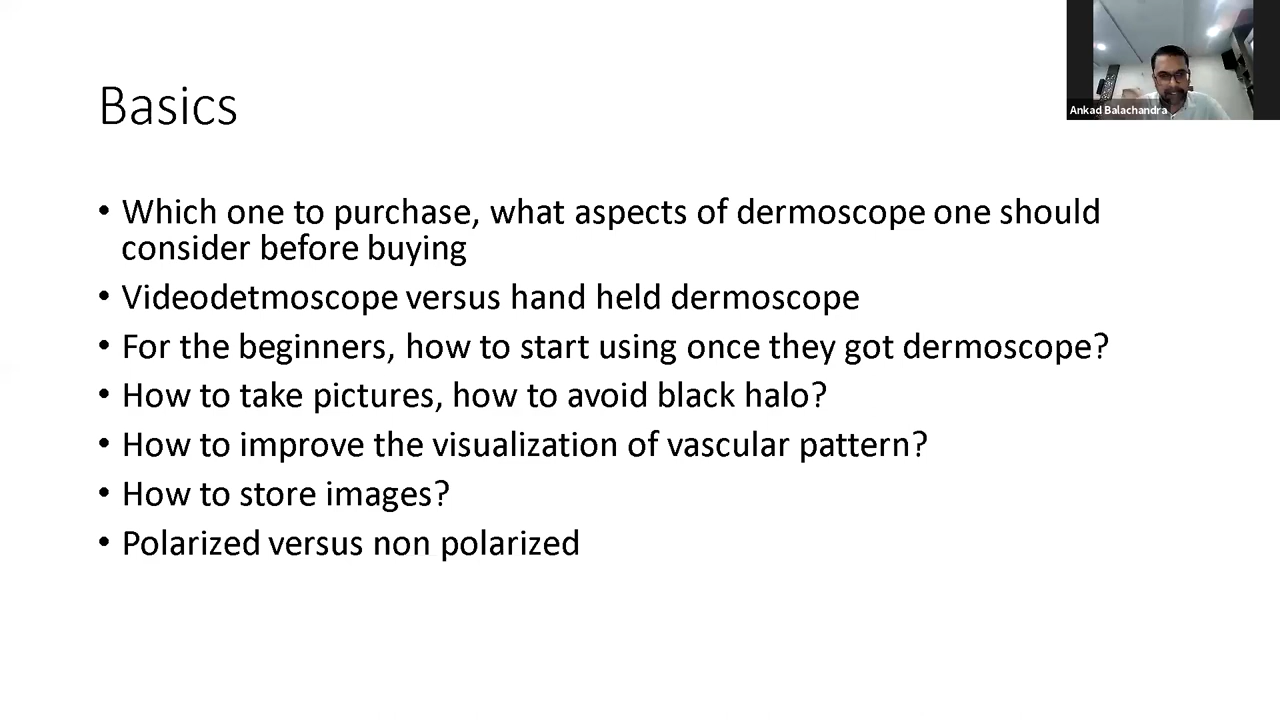 Basics
Ankad Balachandra
• Which one to purchase, what aspects of dermoscope one should
consider before buying
• Videodetmoscope versus hand held dermoscope
• For the beginners, how to start using once they got dermoscope?
• How to take pictures, how to avoid black halo?
• How to improve the visualization of vascular pattern?
• How to store images?
• Polarized versus non polarized